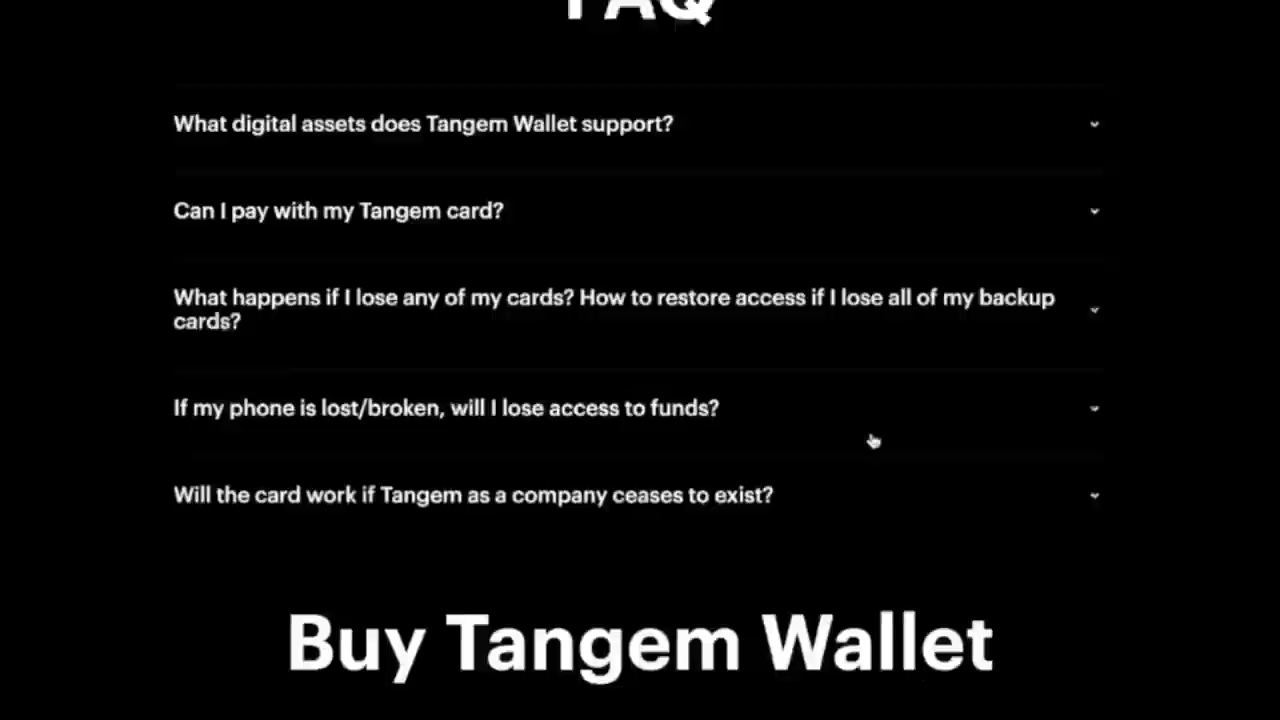 FAQ
What digital assets does Tangem Wallet support?
Can I pay with my Tangem card?
What happens if I lose any of my cards? How to restore access if I lose all of my backup
cards?
If my phone is lost/broken, will I lose access to funds?
Will the card work if Tangem as a company ceases to exist?
Buy Tangem Wallet